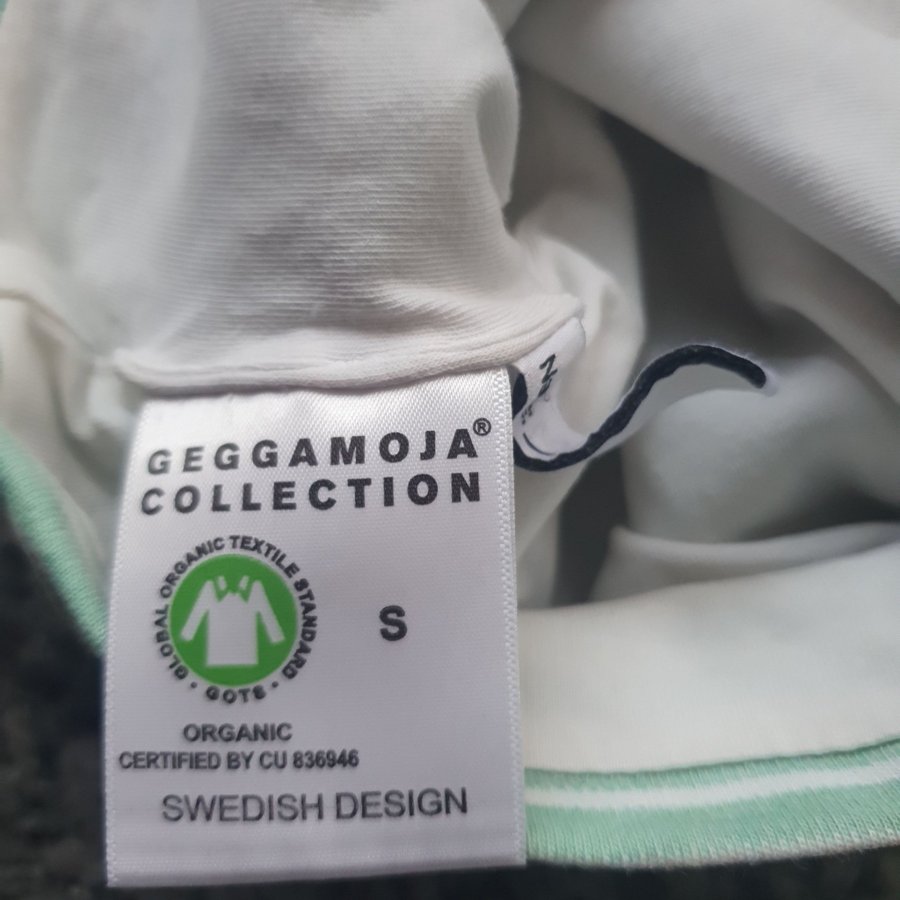 GEGGAMOJA®
COLLECTION
GLOBAL ORGANIC TEXTILE STANDARD · GOTS ·
S
ORGANIC
CERTIFIED BY CU 836946
SWEDISH DESIGN